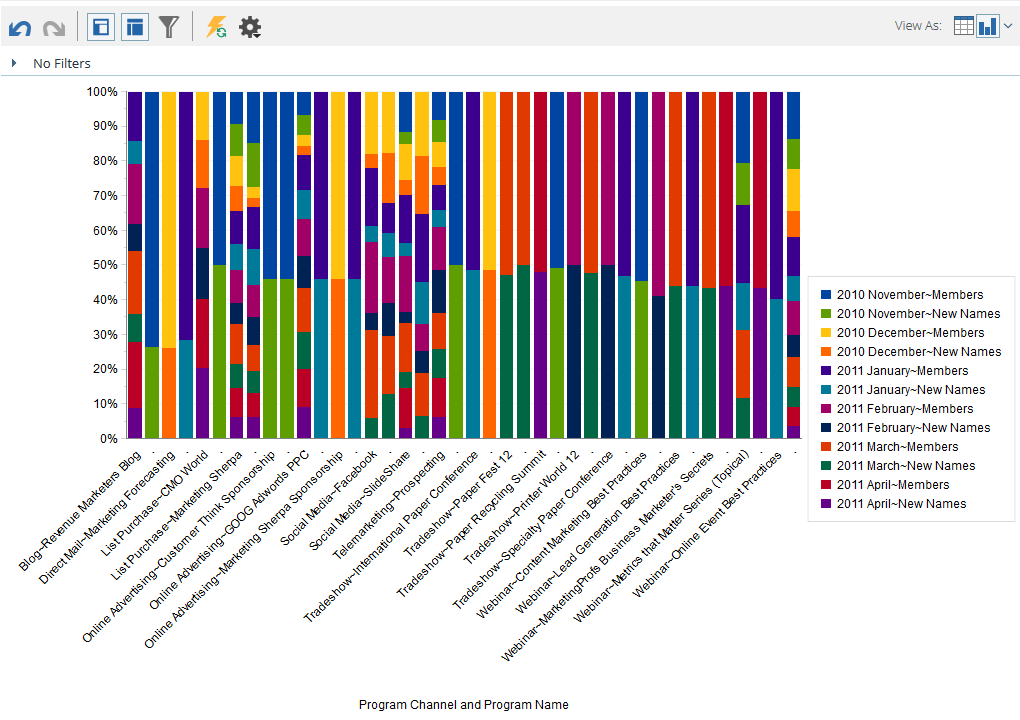 View As:
No Filters
100%
90%
80%
70%
60%
50%
40%
30%
20%
10%
0%
Blog~Revenue Marketers Blog
Direct Mail~Marketing Forecasting
List Purchase~CMO World
List Purchase~Marketing Sherpa
Online Advertising~Customer Think Sponsorship
Online Advertising~GOOG Adwords PPC
Online Advertising~Marketing Sherpa Sponsorship
Social Media~Facebook
Social Media~SlideShare
Telemarketing~Prospecting
Tradeshow~International Paper Conference
Tradeshow~Paper Fest 12
Tradeshow~Paper Recycling Summit
Tradeshow~Printer World 12
Tradeshow~Specialty Paper Conference
Webinar~Content Marketing Best Practices
Webinar~Lead Generation Best Practices
Webinar~MarketingProfs Business Marketer's Secrets
Webinar~Metrics that Matter Series (Topical)
Webinar~Online Event Best Practices
Program Channel and Program Name
2010 November~Members
2010 November~New Names
2010 December~Members
2010 December~New Names
2011 January~Members
2011 January~New Names
2011 February~Members
2011 February~New Names
2011 March~Members
2011 March~New Names
2011 April~Members
2011 April~New Names